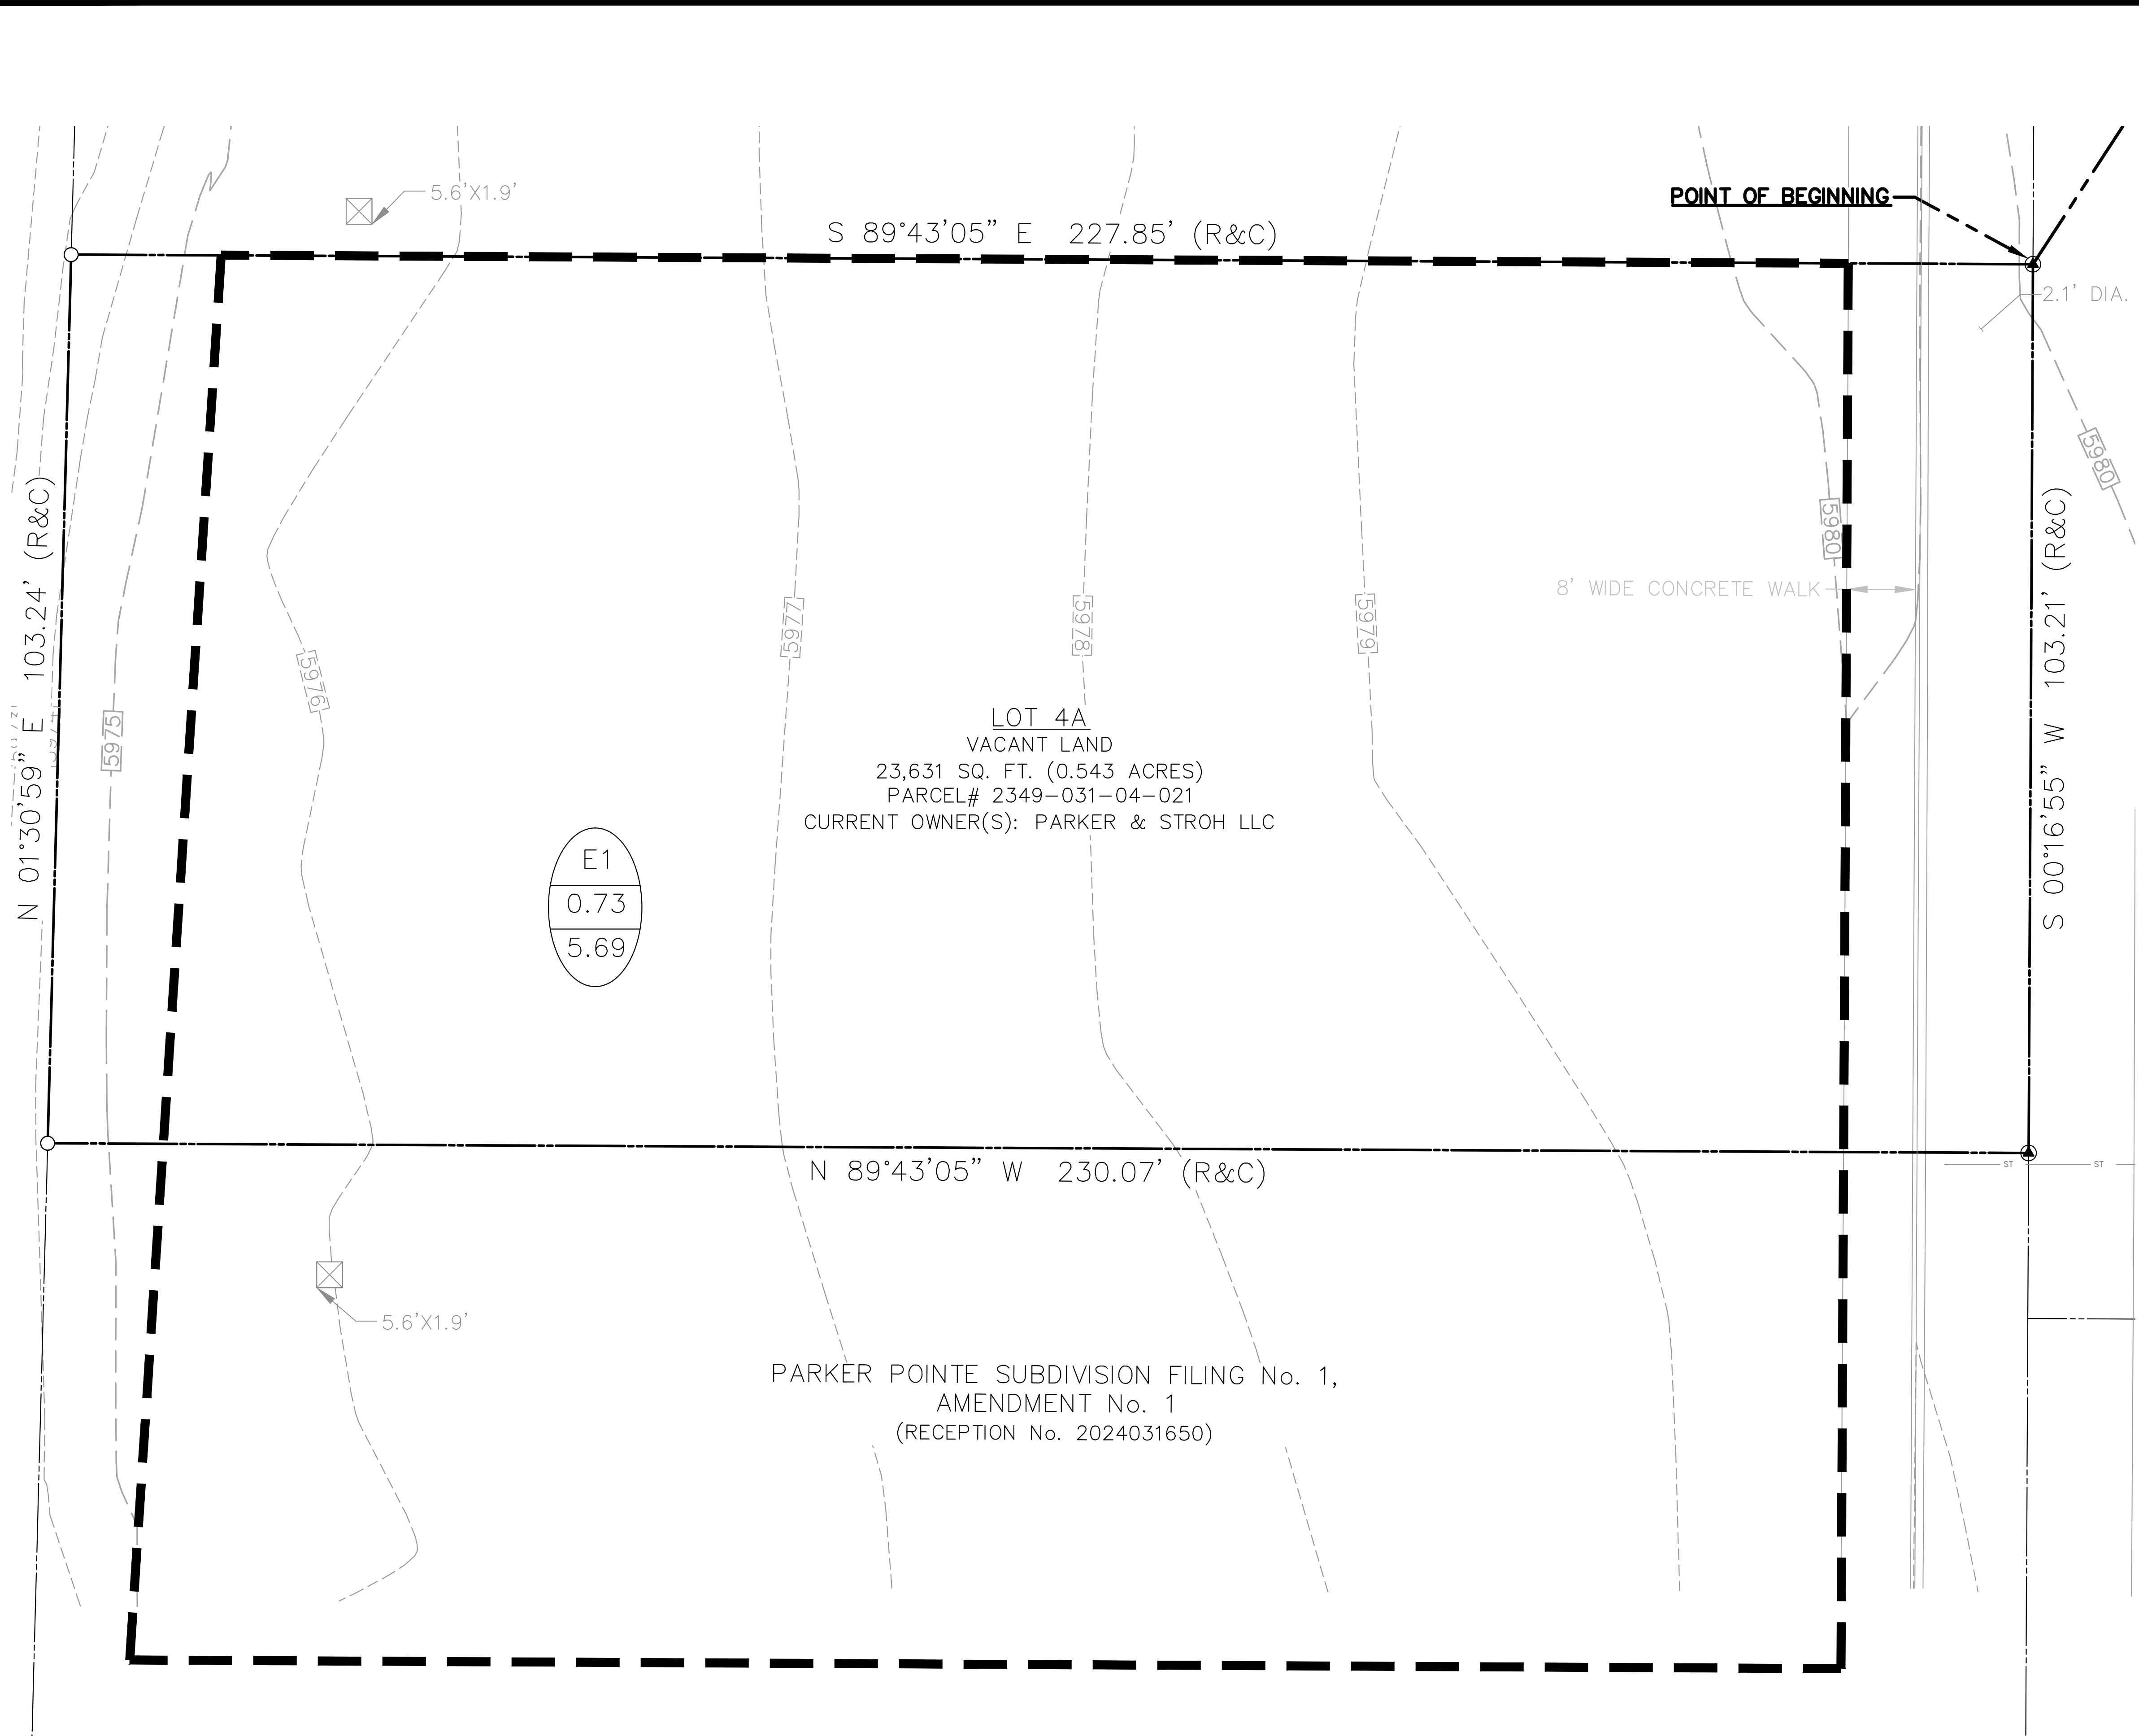 5.6'X1.9'
POINT OF BEGINNING
S 89°43'05" E 227.85' (R&C)
2.1' DIA.
5980
5980
N 01°30'59" E 103.24' (R&C)
S 00°16'55" W 103.21' (R&C)
8' WIDE CONCRETE WALK
5977
5978
5979
5976
5975
LOT 4A
VACANT LAND
23,631 SQ. FT. (0.543 ACRES)
PARCEL# 2349-031-04-021
CURRENT OWNER(S): PARKER & STROH LLC
E1
0.73
5.69
N 89°43'05" W 230.07' (R&C)
ST
ST
5.6'X1.9'
PARKER POINTE SUBDIVISION FILING No. 1,
AMENDMENT No. 1
(RECEPTION No. 2024031650)